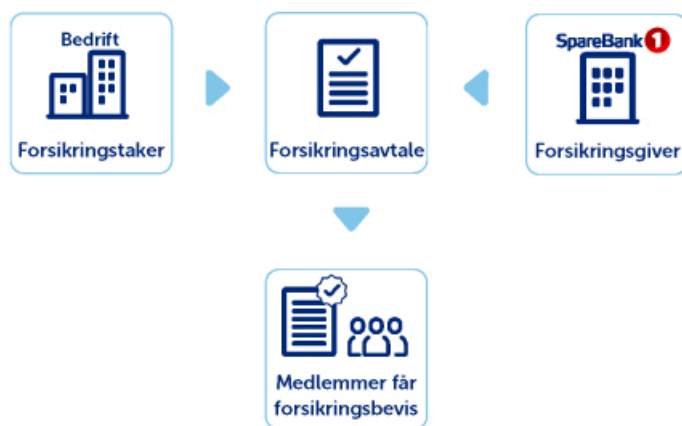 Bedrift
Forsikringstaker
Forsikringsavtale
SpareBank 1
Forsikringsgiver
Medlemmer får
forsikringsbevis